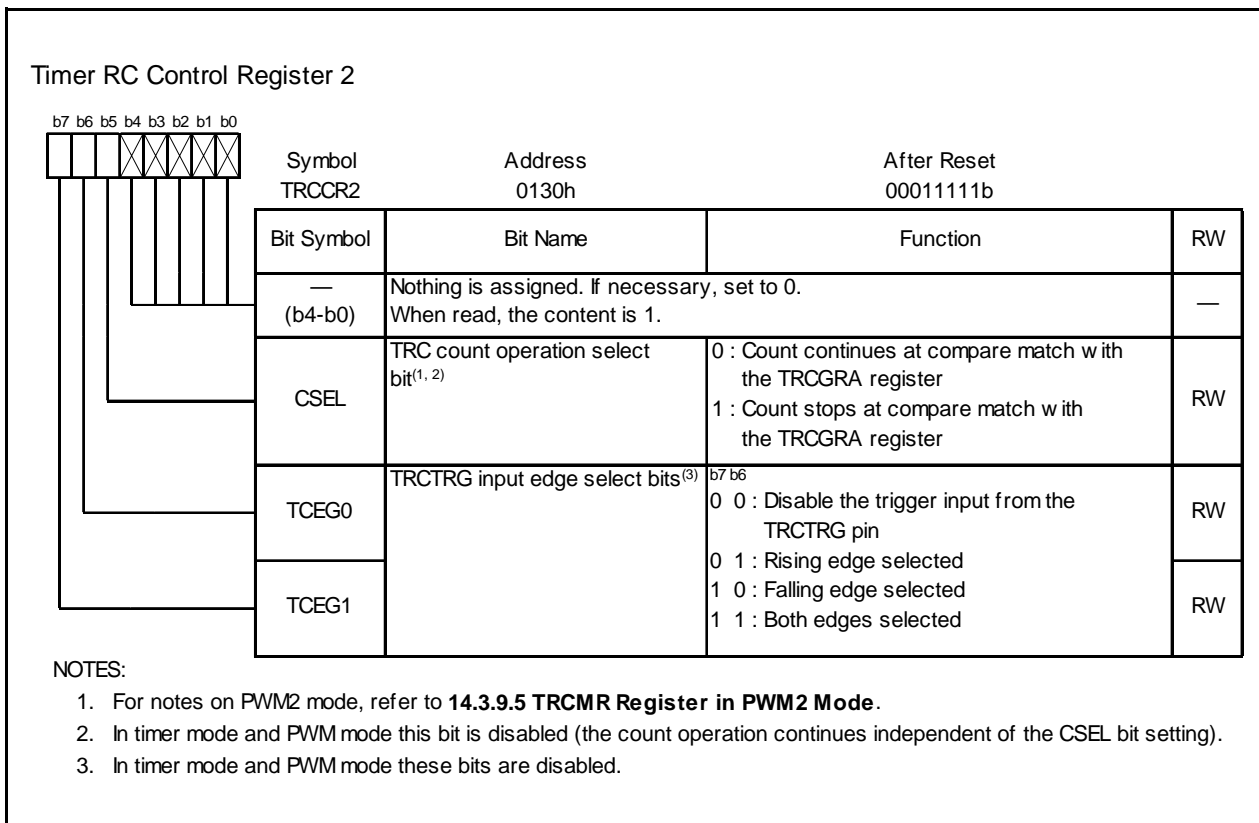 Timer RC Control Register 2
b7 b6 b5 b4 b3 b2 b1 b0
Symbol Address After Reset
TRCCR2 0130h 00011111b
Bit Symbol Bit Name Function RW
—
(b4-b0)
Nothing is assigned. If necessary, set to 0.
When read, the content is 1.
—
CSEL
TRC count operation select
bit(1, 2)
0 : Count continues at compare match with
the TRCGRA register
1 : Count stops at compare match with
the TRCGRA register
RW
TCEG0
TRCTRG input edge select bits(3)
b7 b6
0 0 : Disable the trigger input from the
TRCTRG pin
0 1 : Rising edge selected
1 0 : Falling edge selected
1 1 : Both edges selected
RW
TCEG1
RW
NOTES:
1. For notes on PWM2 mode, refer to 14.3.9.5 TRCMR Register in PWM2 Mode.
2. In timer mode and PWM mode this bit is disabled (the count operation continues independent of the CSEL bit setting).
3. In timer mode and PWM mode these bits are disabled.